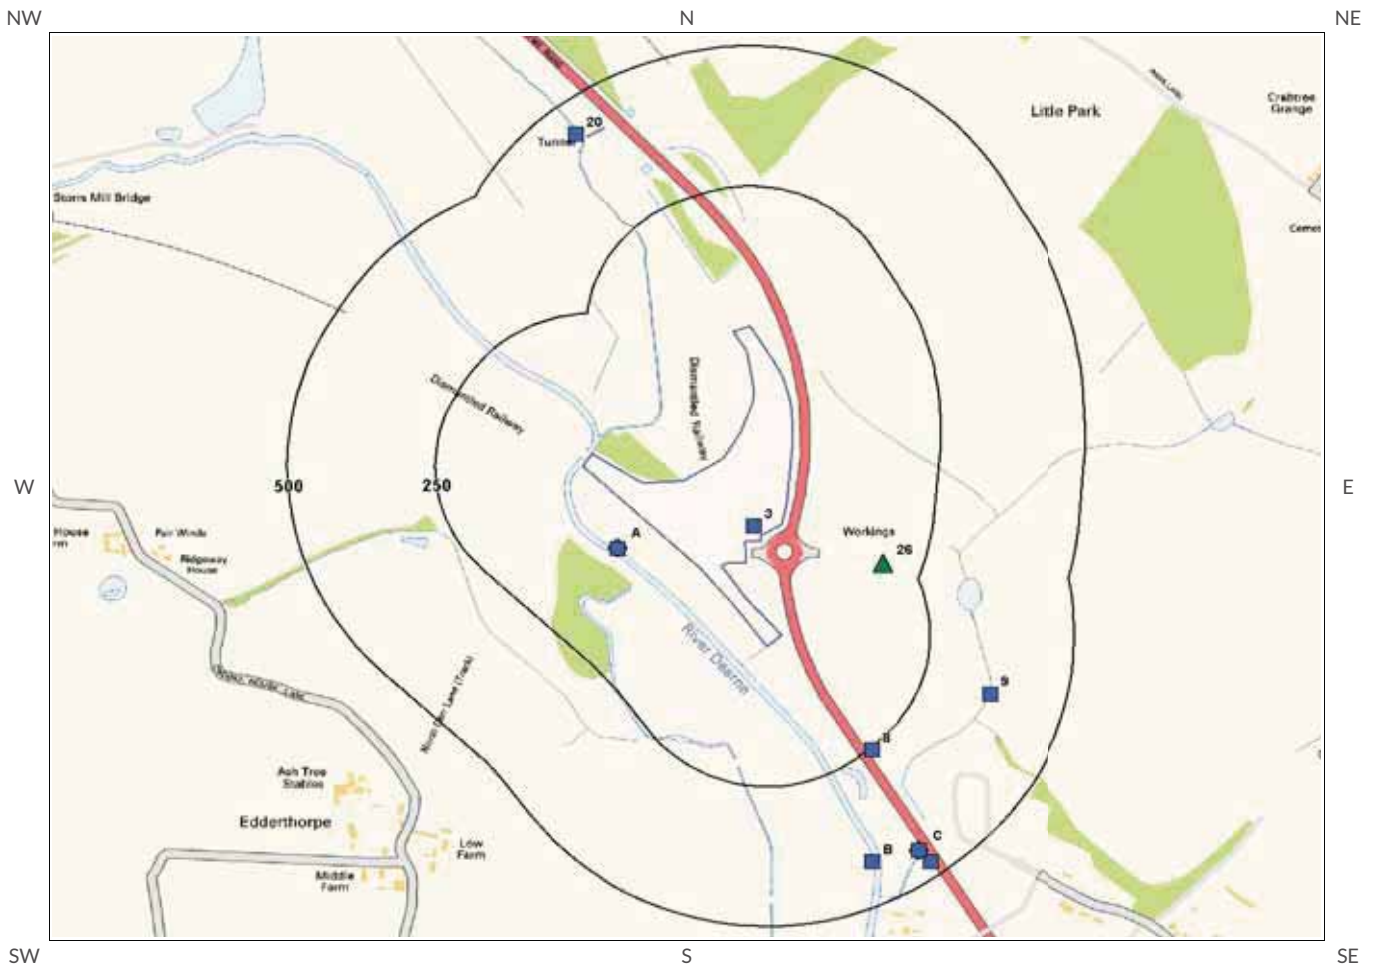 NW
N
NE
20
Tunnel
Little Park
Crabtree
Grange
Storrs Mill Bridge
Dismantled Railway
Dismantled Railway
500
250
House
Fair Winds
Ridgeway
House
A
3
Workings
26
W
E
River Dearne
9
8
Ash Tree
Stables
Edderthorpe
Low
Farm
Middle
Farm
B
C
SW
S
SE